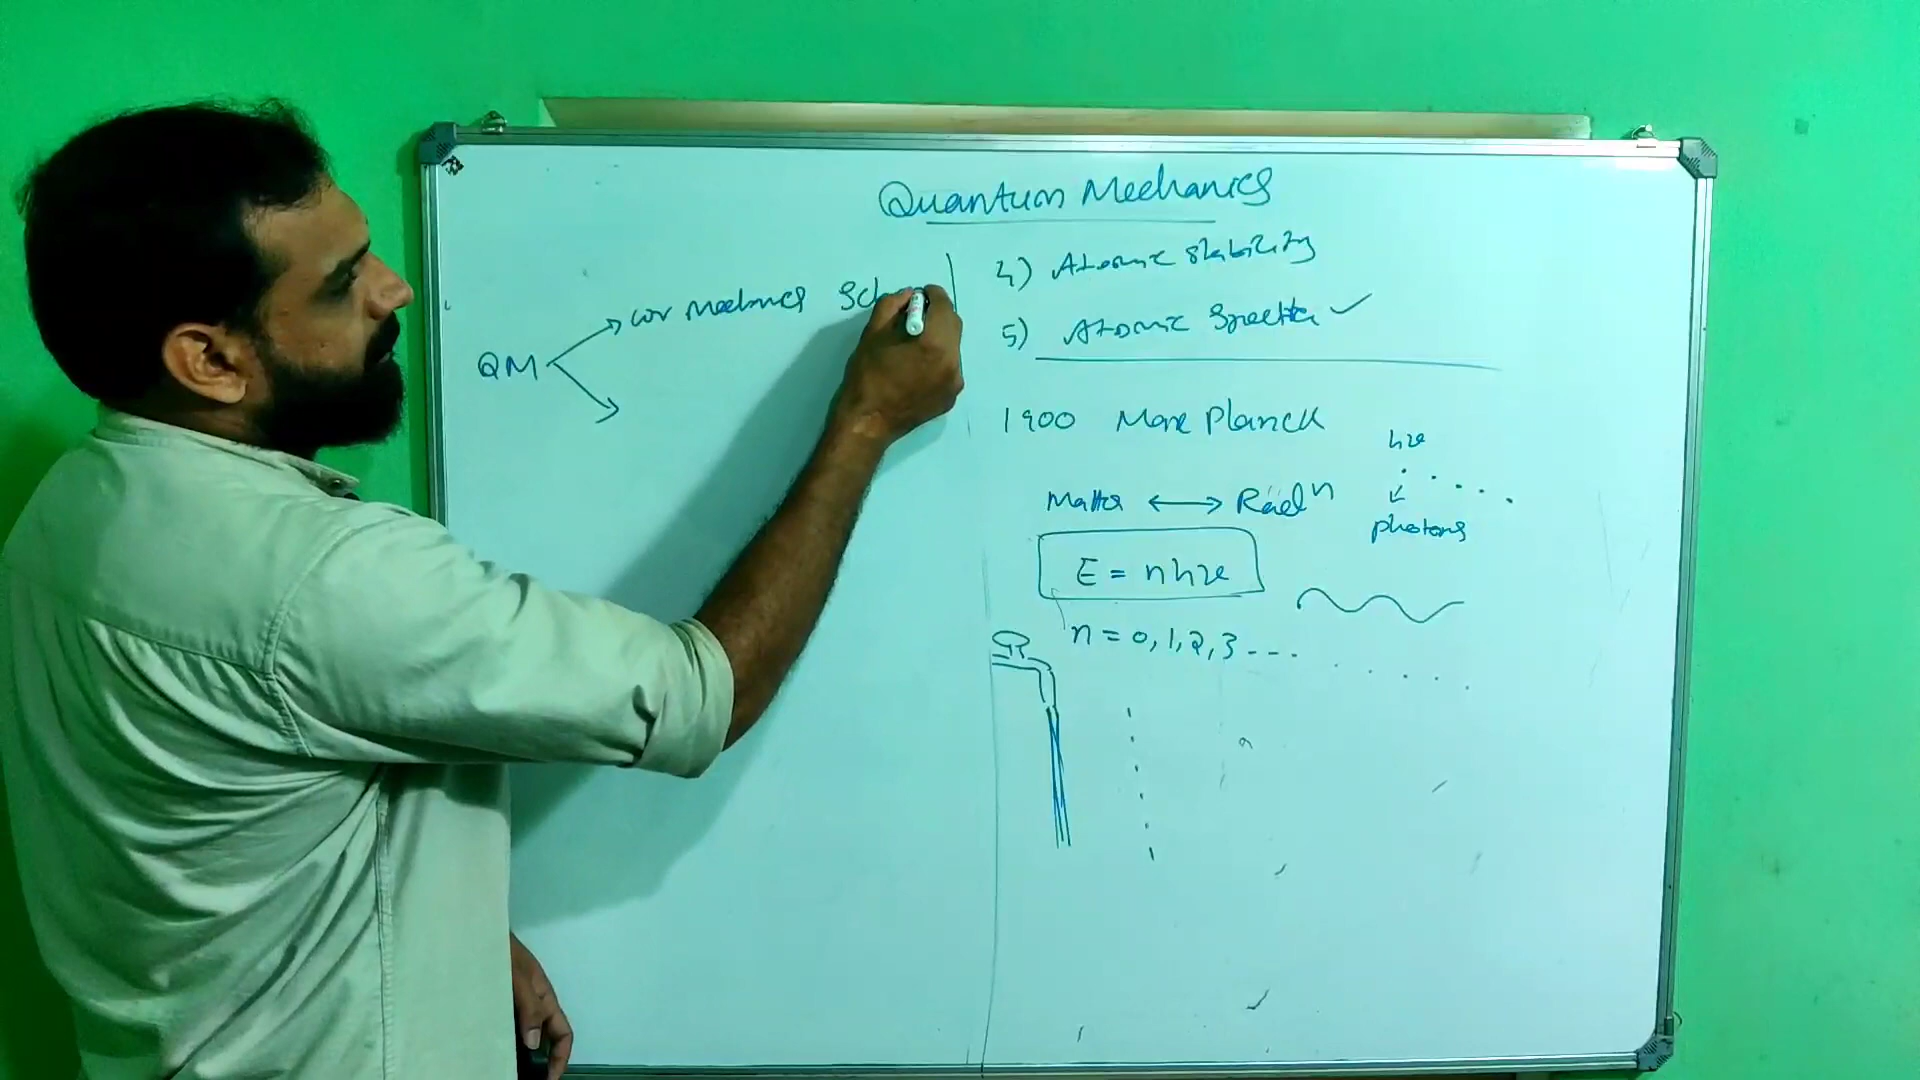 Quantum Mechanics
QM
Mechanics Sch
4) Atomic Stability
5) Atomic Spectra ✓
1900 Max Planck
hν
photons
Matter ↔ Radⁿ
E = nhν
n = 0, 1, 2, 3 ---